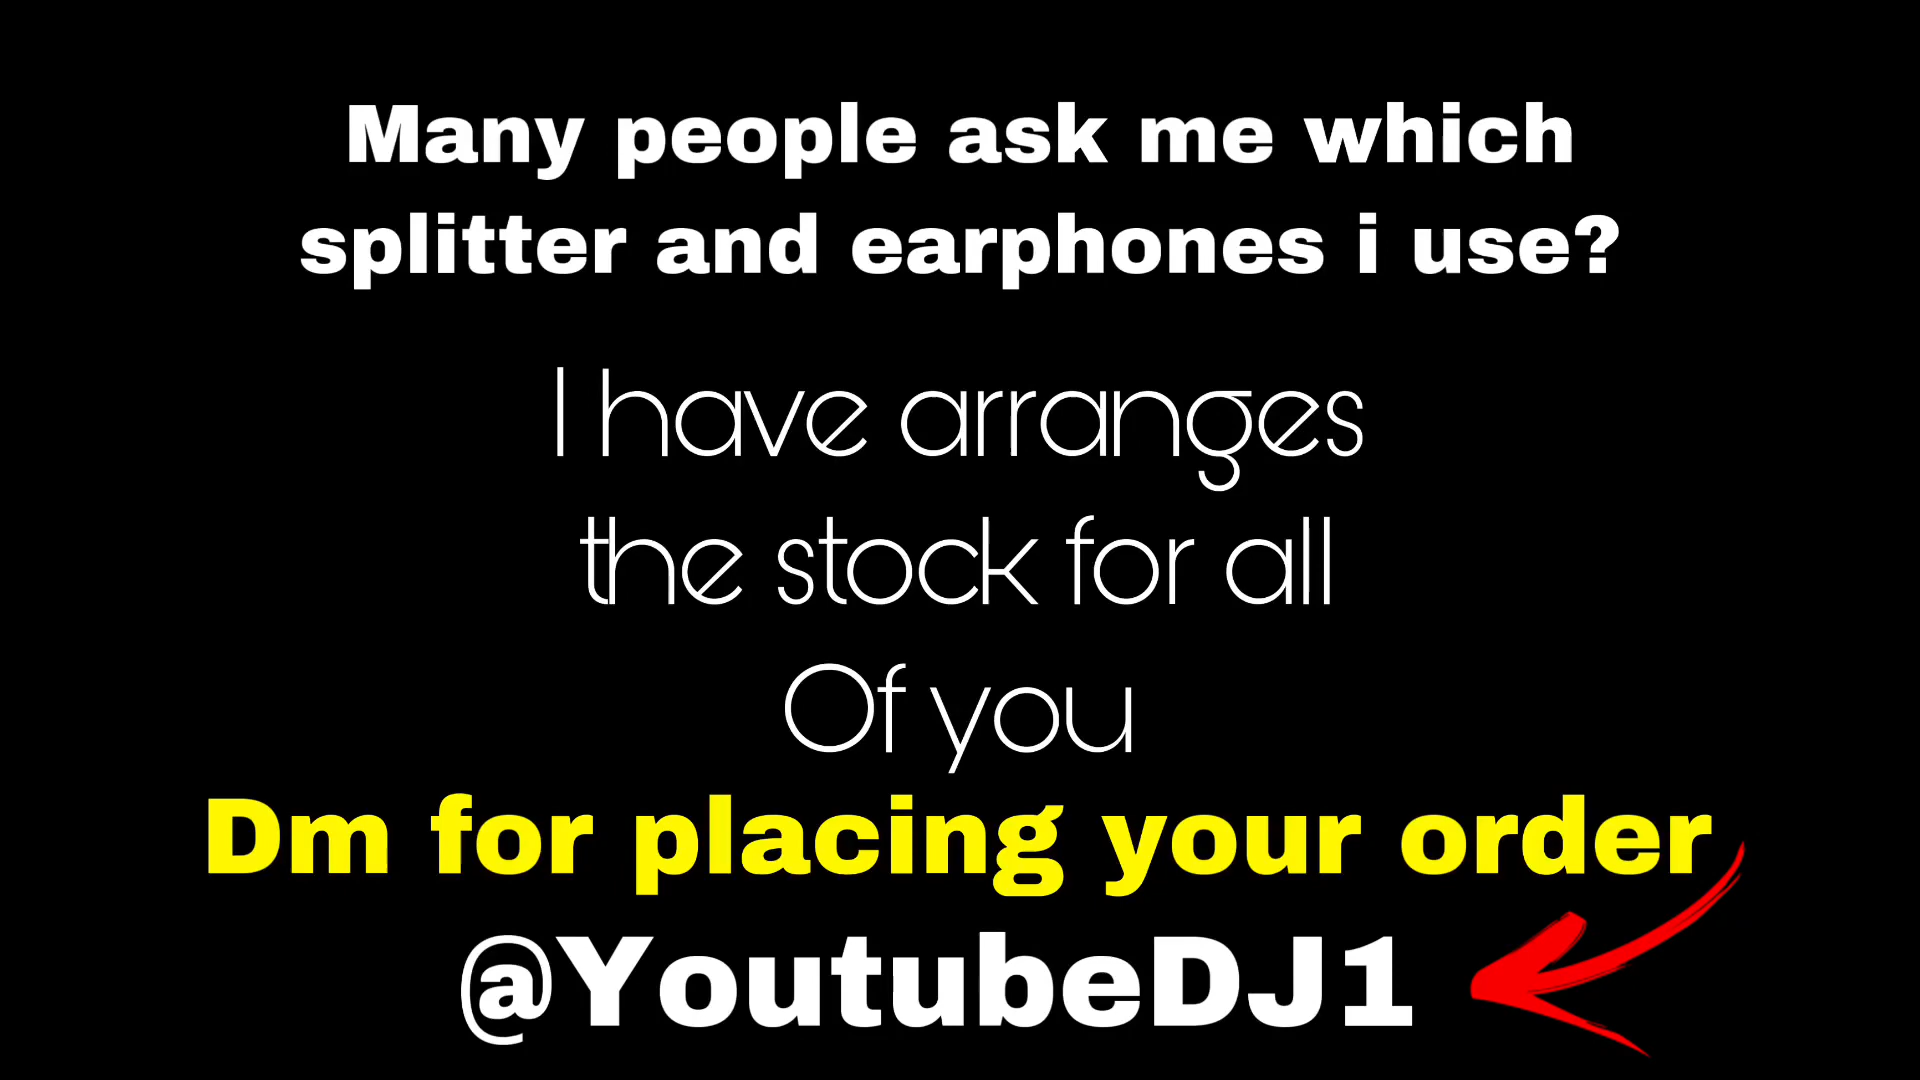 Many people ask me which
splitter and earphones i use?
I have arranges
the stock for all
Of you
Dm for placing your order
@YoutubeDJ1